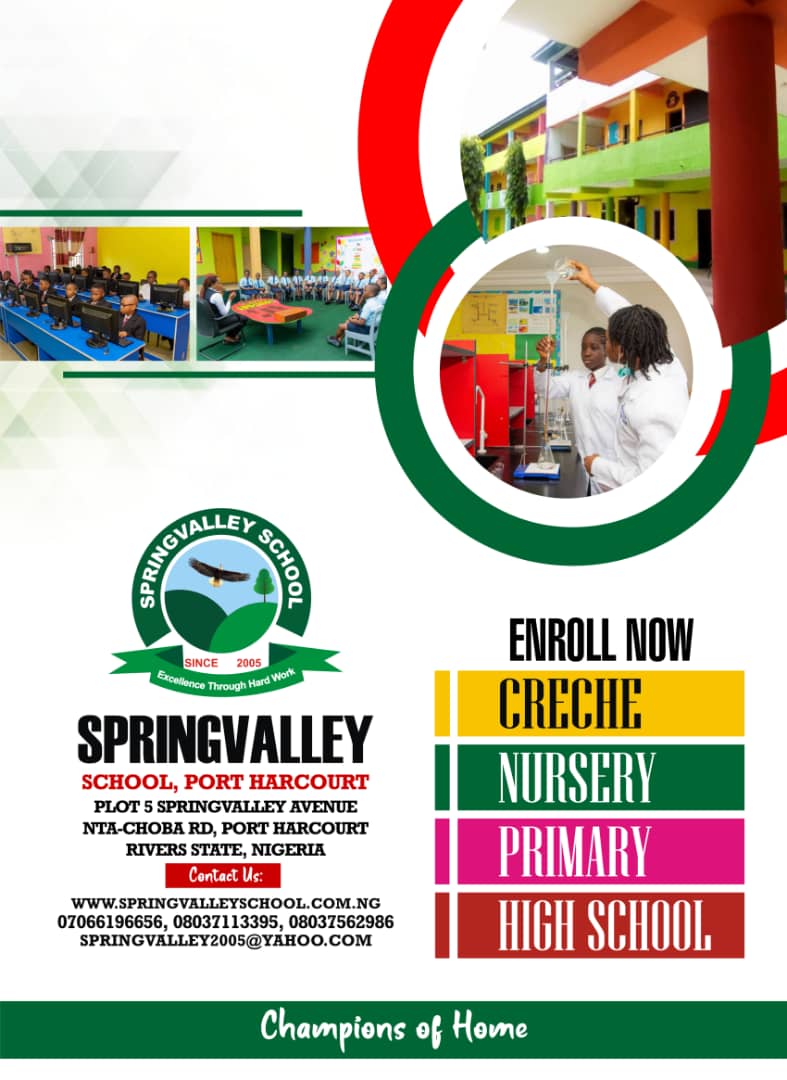 SPRINGVALLEY SCHOOL
SINCE 2005
Excellence Through Hard Work
SPRINGVALLEY
SCHOOL, PORT HARCOURT
PLOT 5 SPRINGVALLEY AVENUE
NTA-CHOBA RD, PORT HARCOURT
RIVERS STATE, NIGERIA
Contact Us:
WWW.SPRINGVALLEYSCHOOL.COM.NG
07066196656, 08037113395, 08037562986
SPRINGVALLEY2005@YAHOO.COM
ENROLL NOW
CRECHE
NURSERY
PRIMARY
HIGH SCHOOL
Champions of Home